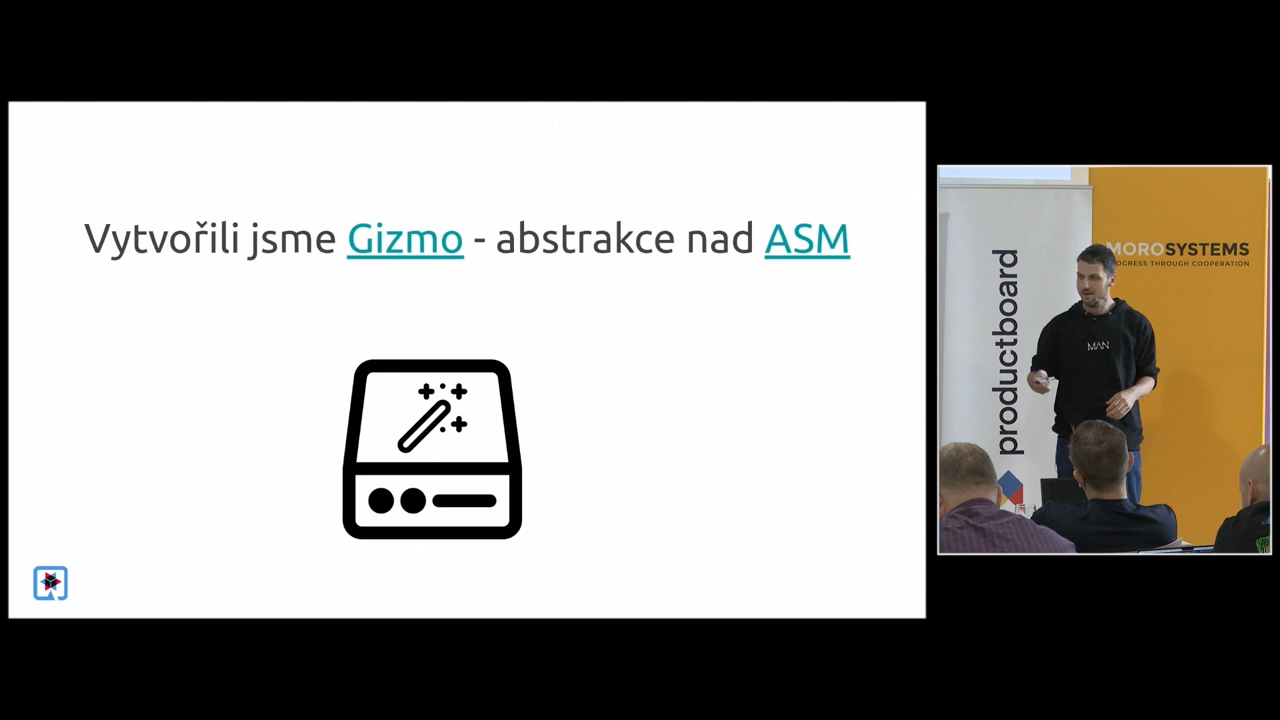 Vytvořili jsme Gizmo - abstrakce nad ASM
productboard
MOROSYSTEMS
PROGRESS THROUGH COOPERATION
MAN